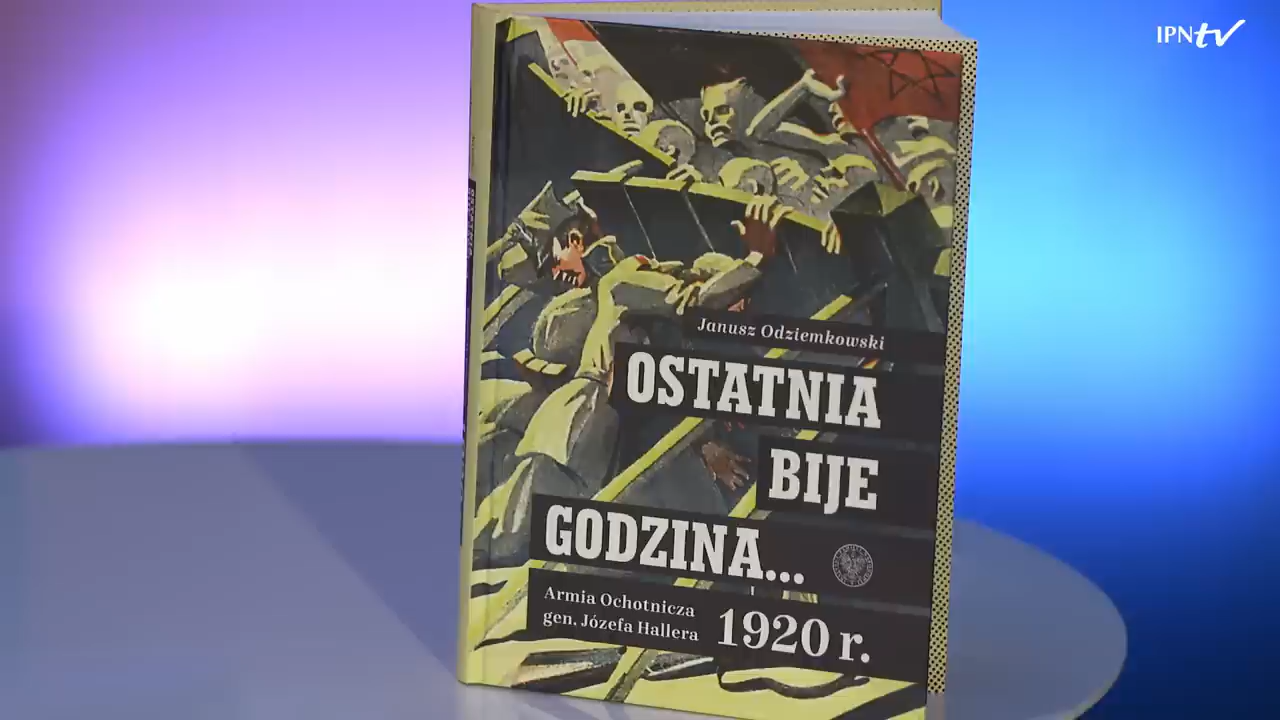 IPNtv
Janusz Odziemkowski
OSTATNIA
BIJE
GODZINA...
Armia Ochotnicza
gen. Józefa Hallera
1920 r.